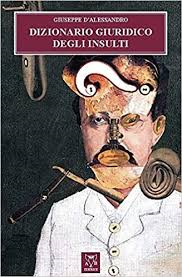 GIUSEPPE D'ALESSANDRO
DIZIONARIO GIURIDICO
DEGLI INSULTI